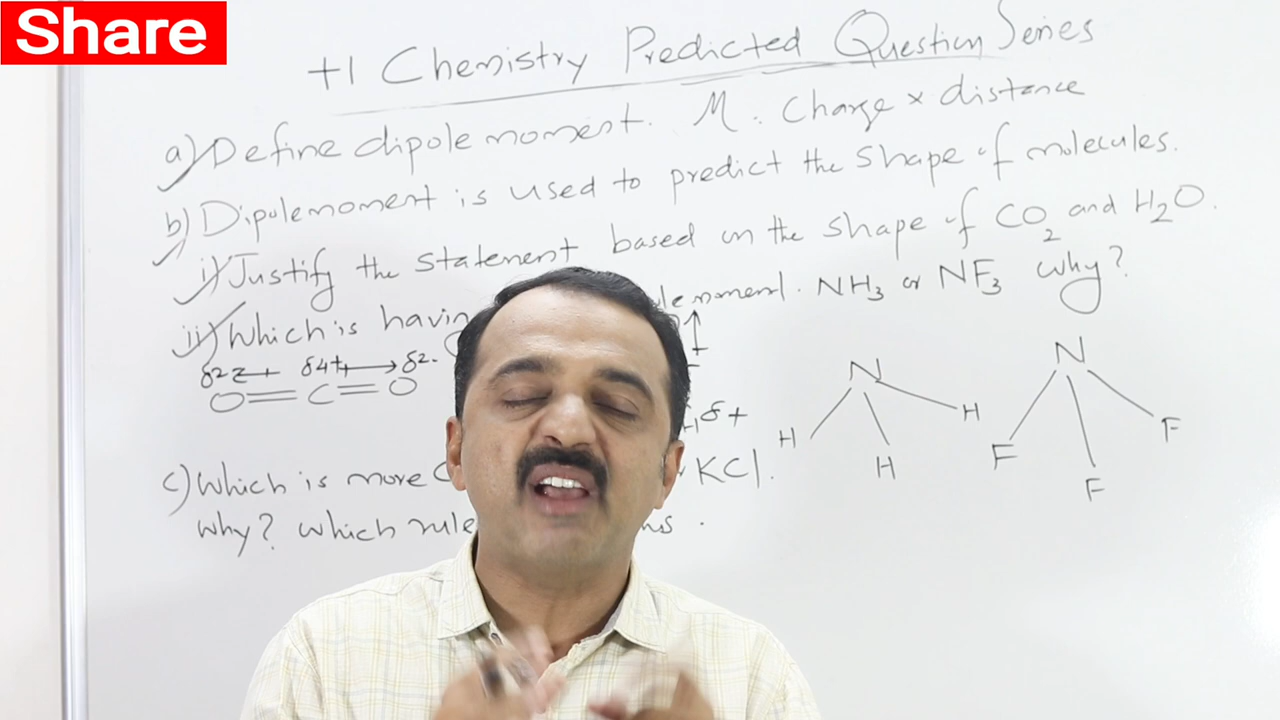 Share
+1 Chemistry Predicted Question Series
a) Define dipole moment. M : Charge × distance
b) Dipolemoment is used to predict the shape of molecules.
i) Justify the statement based on the shape of CO2 and H2O.
ii) Which is having moment. NH3 or NF3 why?
δ2- δ4+ δ2-
O C O
δ+
N
H H H
N
F F F
c) Which is more KCl.
why? which rule